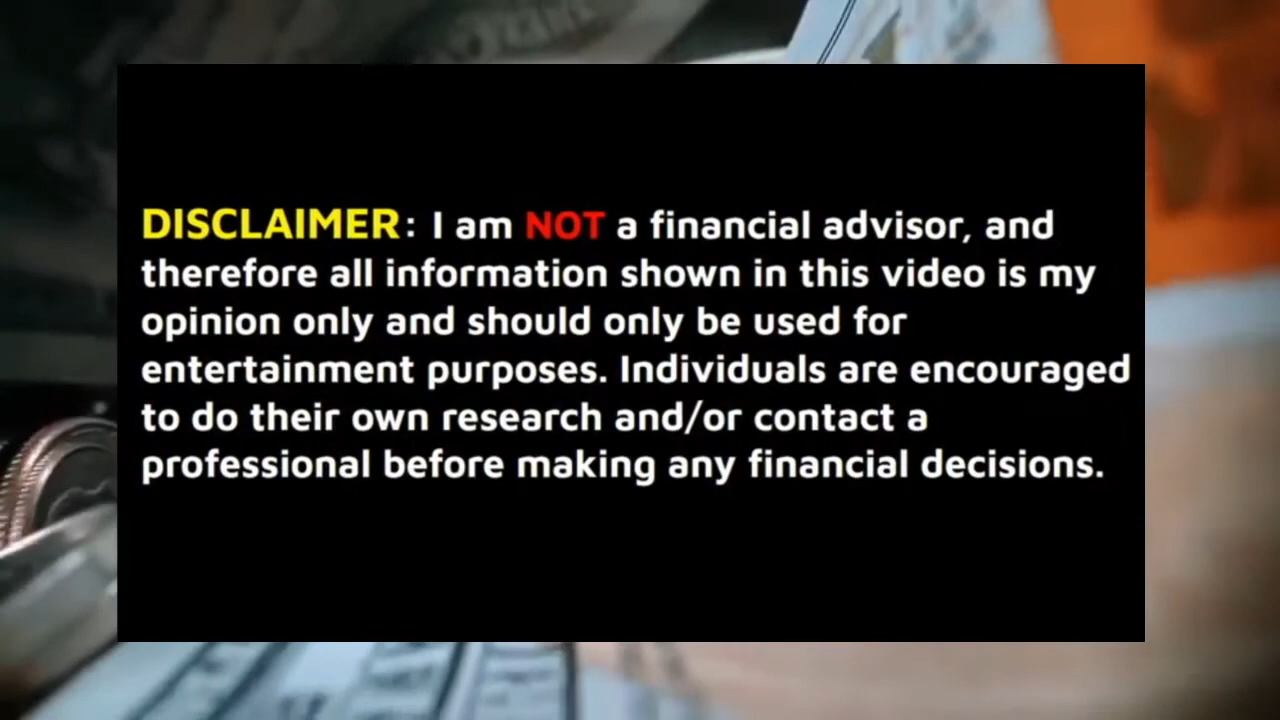 DISCLAIMER: I am NOT a financial advisor, and
therefore all information shown in this video is my
opinion only and should only be used for
entertainment purposes. Individuals are encouraged
to do their own research and/or contact a
professional before making any financial decisions.